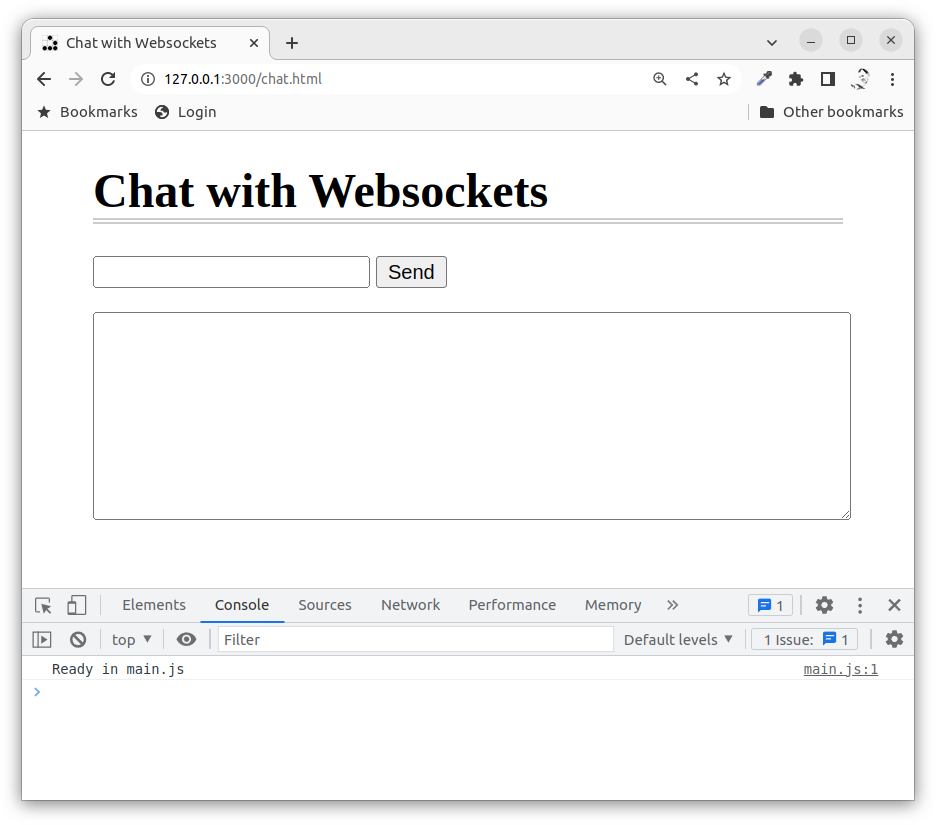 Chat with Websockets
127.0.0.1:3000/chat.html
Bookmarks Login Other bookmarks
Chat with Websockets
Send
Elements Console Sources Network Performance Memory 1
top Filter Default levels 1 Issue: 1
Ready in main.js main.js:1